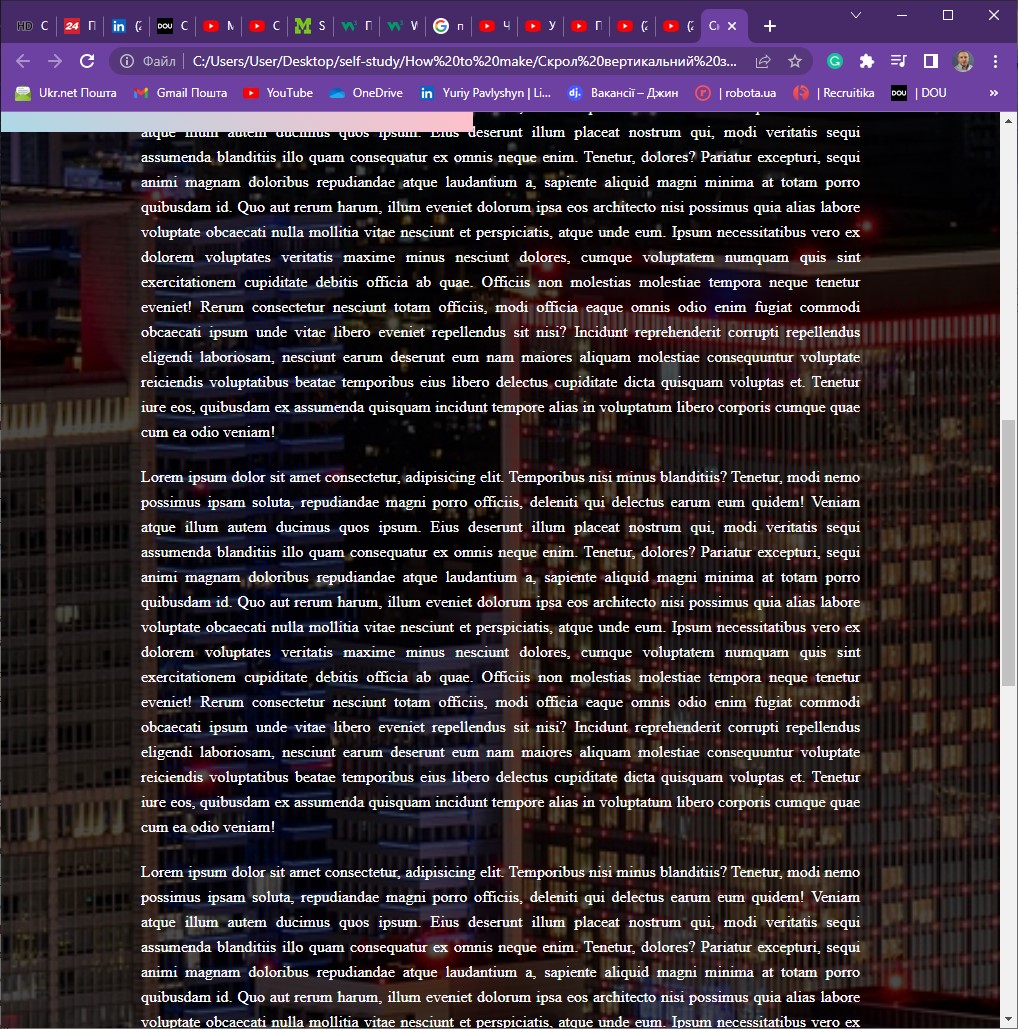 HD С 24 П in (2 DOU С М С S П W G п Ч У П (2 (2 Ск
Файл C:/Users/User/Desktop/self-study/How%20to%20make/Скрол%20вертикальний%20з...
Ukr.net Пошта Gmail Пошта YouTube OneDrive in Yuriy Pavlyshyn | Li... dj. Вакансії – Джин | robota.ua | Recruitika DOU | DOU »
atque illum autem ducimus quos ipsum. Eius deserunt illum placeat nostrum qui, modi veritatis sequi
assumenda blanditiis illo quam consequatur ex omnis neque enim. Tenetur, dolores? Pariatur excepturi, sequi
animi magnam doloribus repudiandae atque laudantium a, sapiente aliquid magni minima at totam porro
quibusdam id. Quo aut rerum harum, illum eveniet dolorum ipsa eos architecto nisi possimus quia alias labore
voluptate obcaecati nulla mollitia vitae nesciunt et perspiciatis, atque unde eum. Ipsum necessitatibus vero ex
dolorem voluptates veritatis maxime minus nesciunt dolores, cumque voluptatem numquam quis sint
exercitationem cupiditate debitis officia ab quae. Officiis non molestias molestiae tempora neque tenetur
eveniet! Rerum consectetur nesciunt totam officiis, modi officia eaque omnis odio enim fugiat commodi
obcaecati ipsum unde vitae libero eveniet repellendus sit nisi? Incidunt reprehenderit corrupti repellendus
eligendi laboriosam, nesciunt earum deserunt eum nam maiores aliquam molestiae consequuntur voluptate
reiciendis voluptatibus beatae temporibus eius libero delectus cupiditate dicta quisquam voluptas et. Tenetur
iure eos, quibusdam ex assumenda quisquam incidunt tempore alias in voluptatum libero corporis cumque quae
cum ea odio veniam!
Lorem ipsum dolor sit amet consectetur, adipisicing elit. Temporibus nisi minus blanditiis? Tenetur, modi nemo
possimus ipsam soluta, repudiandae magni porro officiis, deleniti qui delectus earum eum quidem! Veniam
atque illum autem ducimus quos ipsum. Eius deserunt illum placeat nostrum qui, modi veritatis sequi
assumenda blanditiis illo quam consequatur ex omnis neque enim. Tenetur, dolores? Pariatur excepturi, sequi
animi magnam doloribus repudiandae atque laudantium a, sapiente aliquid magni minima at totam porro
quibusdam id. Quo aut rerum harum, illum eveniet dolorum ipsa eos architecto nisi possimus quia alias labore
voluptate obcaecati nulla mollitia vitae nesciunt et perspiciatis, atque unde eum. Ipsum necessitatibus vero ex
dolorem voluptates veritatis maxime minus nesciunt dolores, cumque voluptatem numquam quis sint
exercitationem cupiditate debitis officia ab quae. Officiis non molestias molestiae tempora neque tenetur
eveniet! Rerum consectetur nesciunt totam officiis, modi officia eaque omnis odio enim fugiat commodi
obcaecati ipsum unde vitae libero eveniet repellendus sit nisi? Incidunt reprehenderit corrupti repellendus
eligendi laboriosam, nesciunt earum deserunt eum nam maiores aliquam molestiae consequuntur voluptate
reiciendis voluptatibus beatae temporibus eius libero delectus cupiditate dicta quisquam voluptas et. Tenetur
iure eos, quibusdam ex assumenda quisquam incidunt tempore alias in voluptatum libero corporis cumque quae
cum ea odio veniam!
Lorem ipsum dolor sit amet consectetur, adipisicing elit. Temporibus nisi minus blanditiis? Tenetur, modi nemo
possimus ipsam soluta, repudiandae magni porro officiis, deleniti qui delectus earum eum quidem! Veniam
atque illum autem ducimus quos ipsum. Eius deserunt illum placeat nostrum qui, modi veritatis sequi
assumenda blanditiis illo quam consequatur ex omnis neque enim. Tenetur, dolores? Pariatur excepturi, sequi
animi magnam doloribus repudiandae atque laudantium a, sapiente aliquid magni minima at totam porro
quibusdam id. Quo aut rerum harum, illum eveniet dolorum ipsa eos architecto nisi possimus quia alias labore
voluptate obcaecati nulla mollitia vitae nesciunt et perspiciatis, atque unde eum. Ipsum necessitatibus vero ex